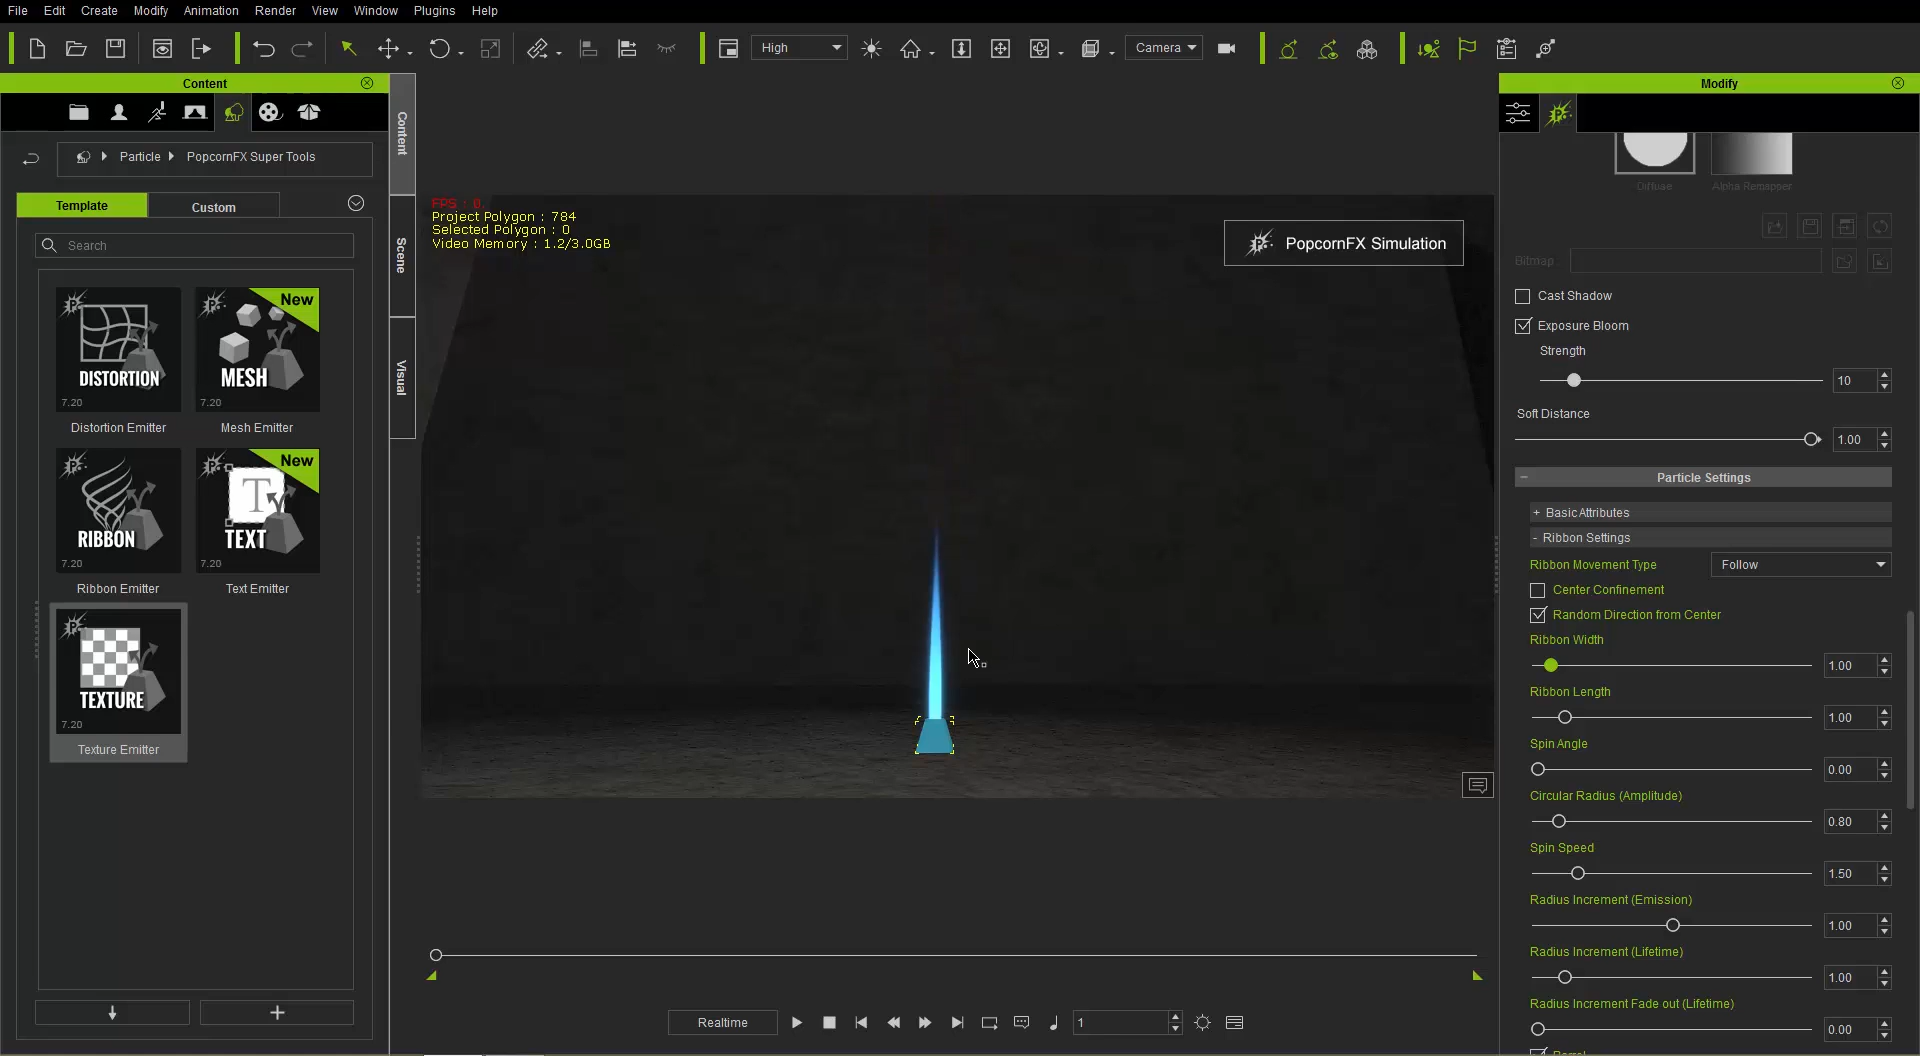 File Edit Create Modify Animation Render View Window Plugins Help
High
Camera
Content
Modify
Content
Scene
Visual
Particle PopcornFX Super Tools
Template
Custom
Search
DISTORTION
7.20
Distortion Emitter
New
MESH
7.20
Mesh Emitter
RIBBON
7.20
Ribbon Emitter
New
T
TEXT
7.20
Text Emitter
TEXTURE
7.20
Texture Emitter
FPS : 0.
Project Polygon : 784
Selected Polygon : 0
Video Memory : 1.2/3.0GB
PopcornFX Simulation
Realtime
1
Diffuse
Alpha Remapper
Bitmap
Cast Shadow
Exposure Bloom
Strength
10
Soft Distance
1.00
- Particle Settings
+ Basic Attributes
- Ribbon Settings
Ribbon Movement Type Follow
Center Confinement
Random Direction from Center
Ribbon Width
1.00
Ribbon Length
1.00
Spin Angle
0.00
Circular Radius (Amplitude)
0.80
Spin Speed
1.50
Radius Increment (Emission)
1.00
Radius Increment (Lifetime)
1.00
Radius Increment Fade out (Lifetime)
0.00